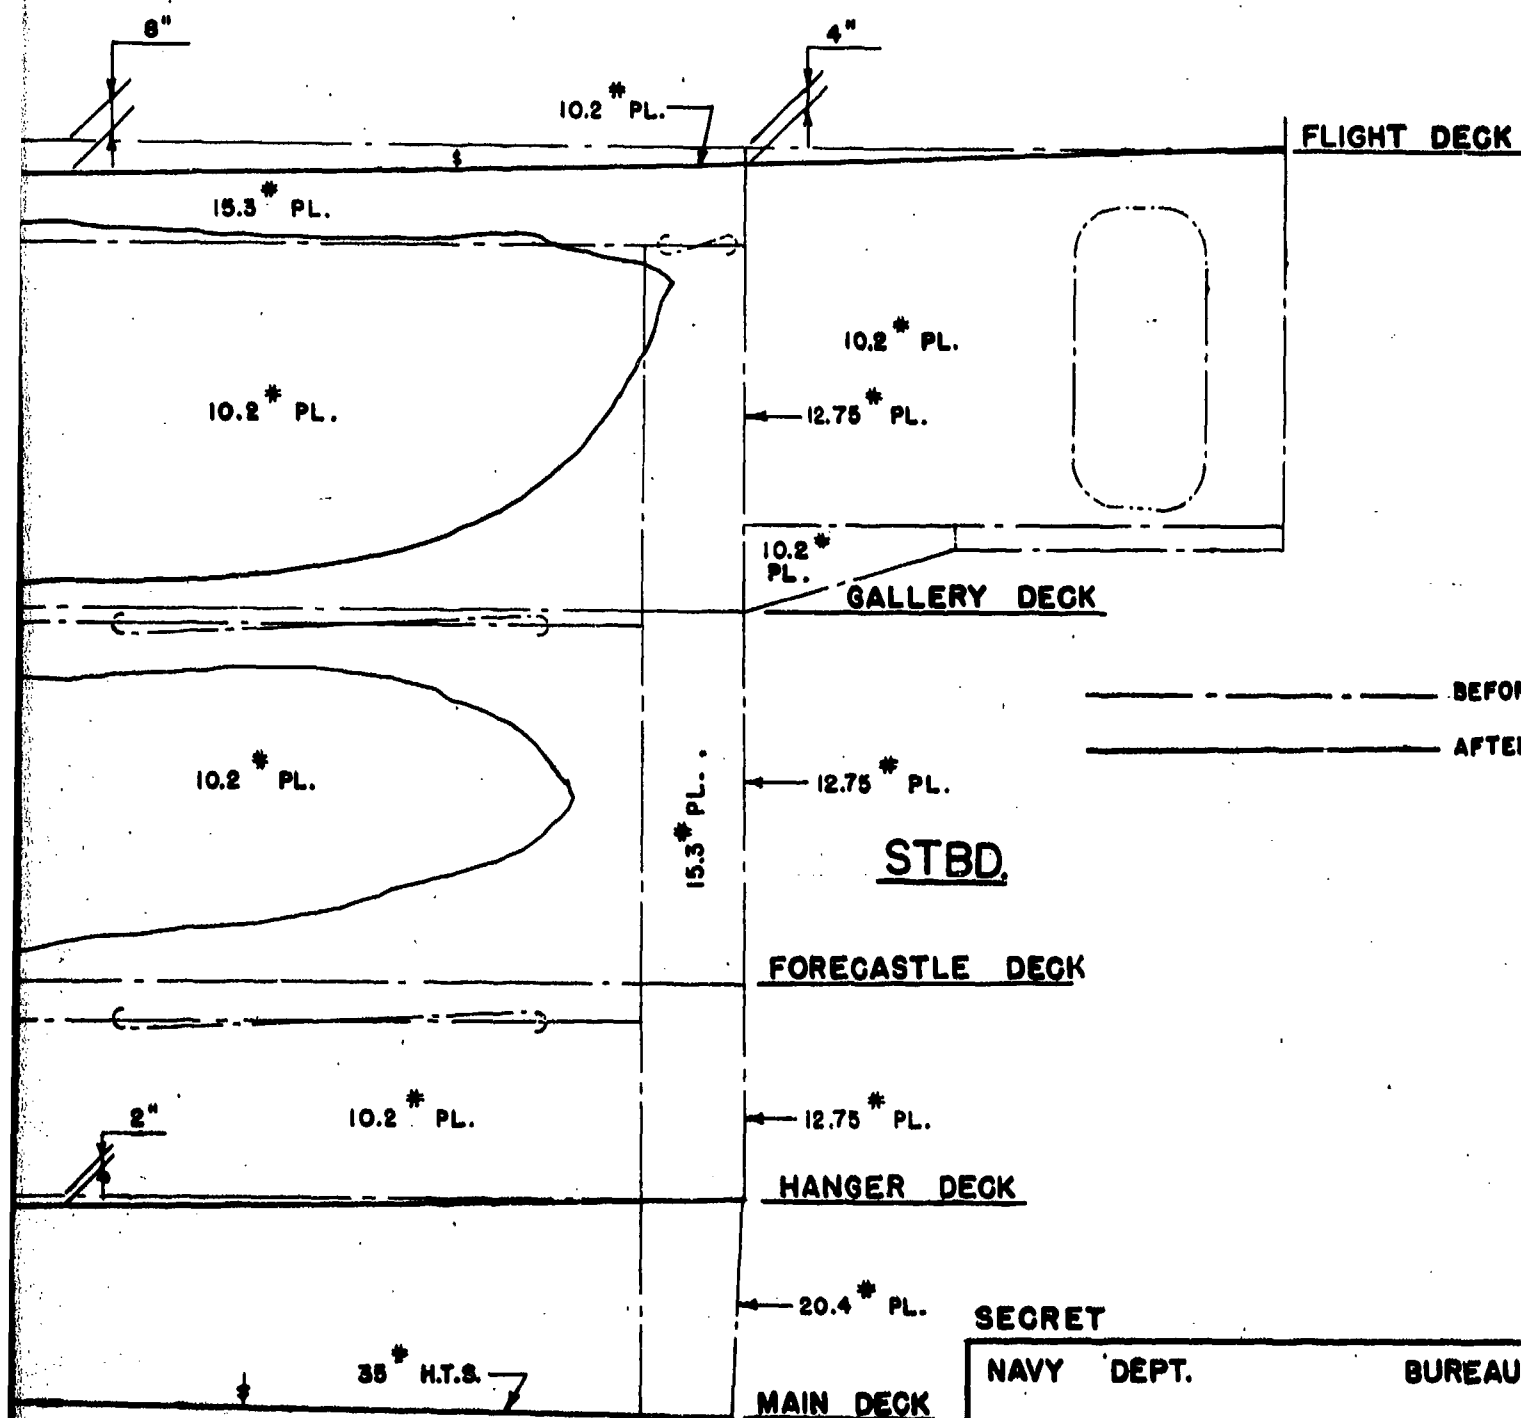 8"
4"
10.2# PL.
FLIGHT DECK
15.3# PL.
10.2# PL.
10.2# PL.
12.75# PL.
10.2#
PL.
GALLERY DECK
BEFOR
AFTER
10.2# PL.
15.3# PL.
12.75# PL.
STBD.
FORECASTLE DECK
2"
10.2# PL.
12.75# PL.
HANGER DECK
20.4# PL.
SECRET
35# H.T.S.
NAVY DEPT. BUREAU
MAIN DECK